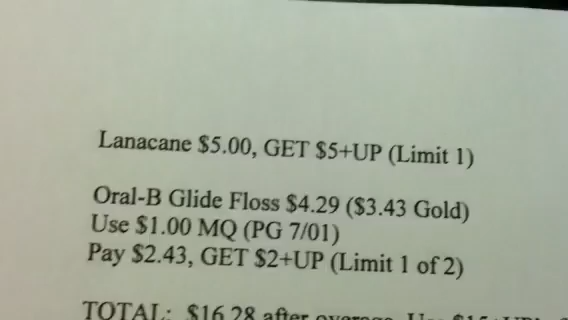 Lanacane $5.00, GET $5+UP (Limit 1)
Oral-B Glide Floss $4.29 ($3.43 Gold)
Use $1.00 MQ (PG 7/01)
Pay $2.43, GET $2+UP (Limit 1 of 2)
TOTAL: $16.28 after overage